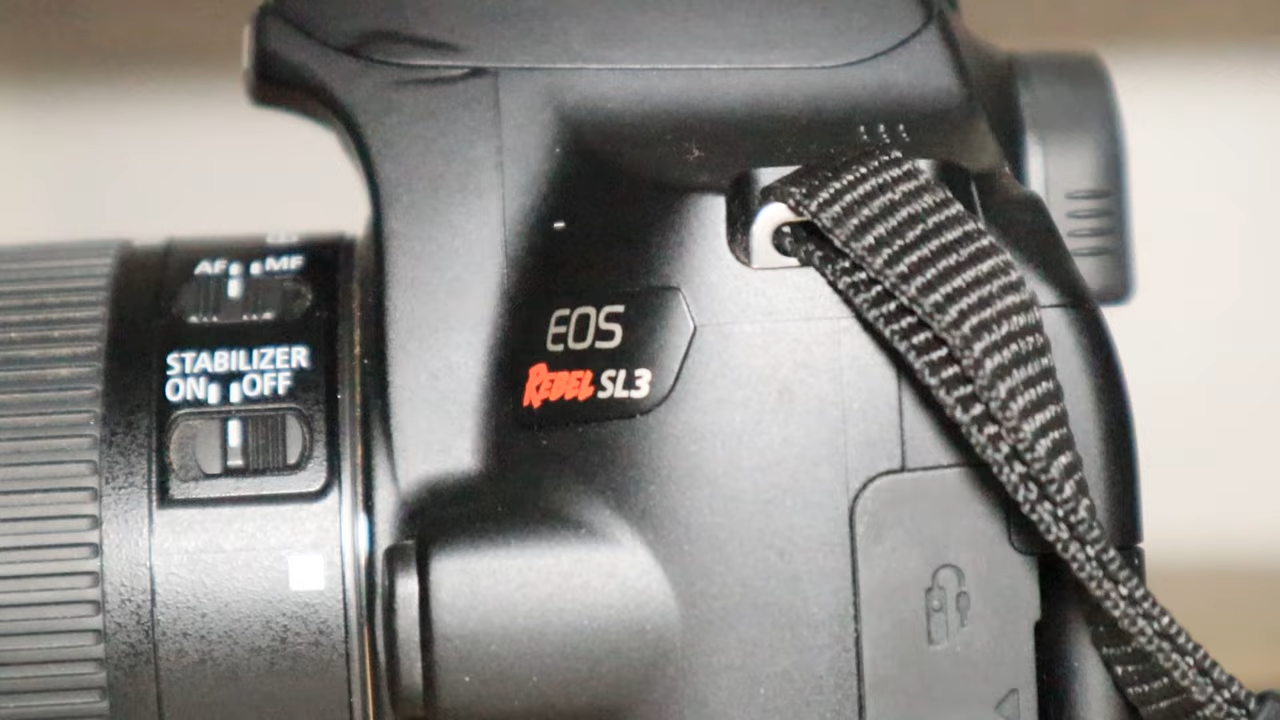 AF MF
STABILIZER
ON OFF
EOS
REBEL SL3